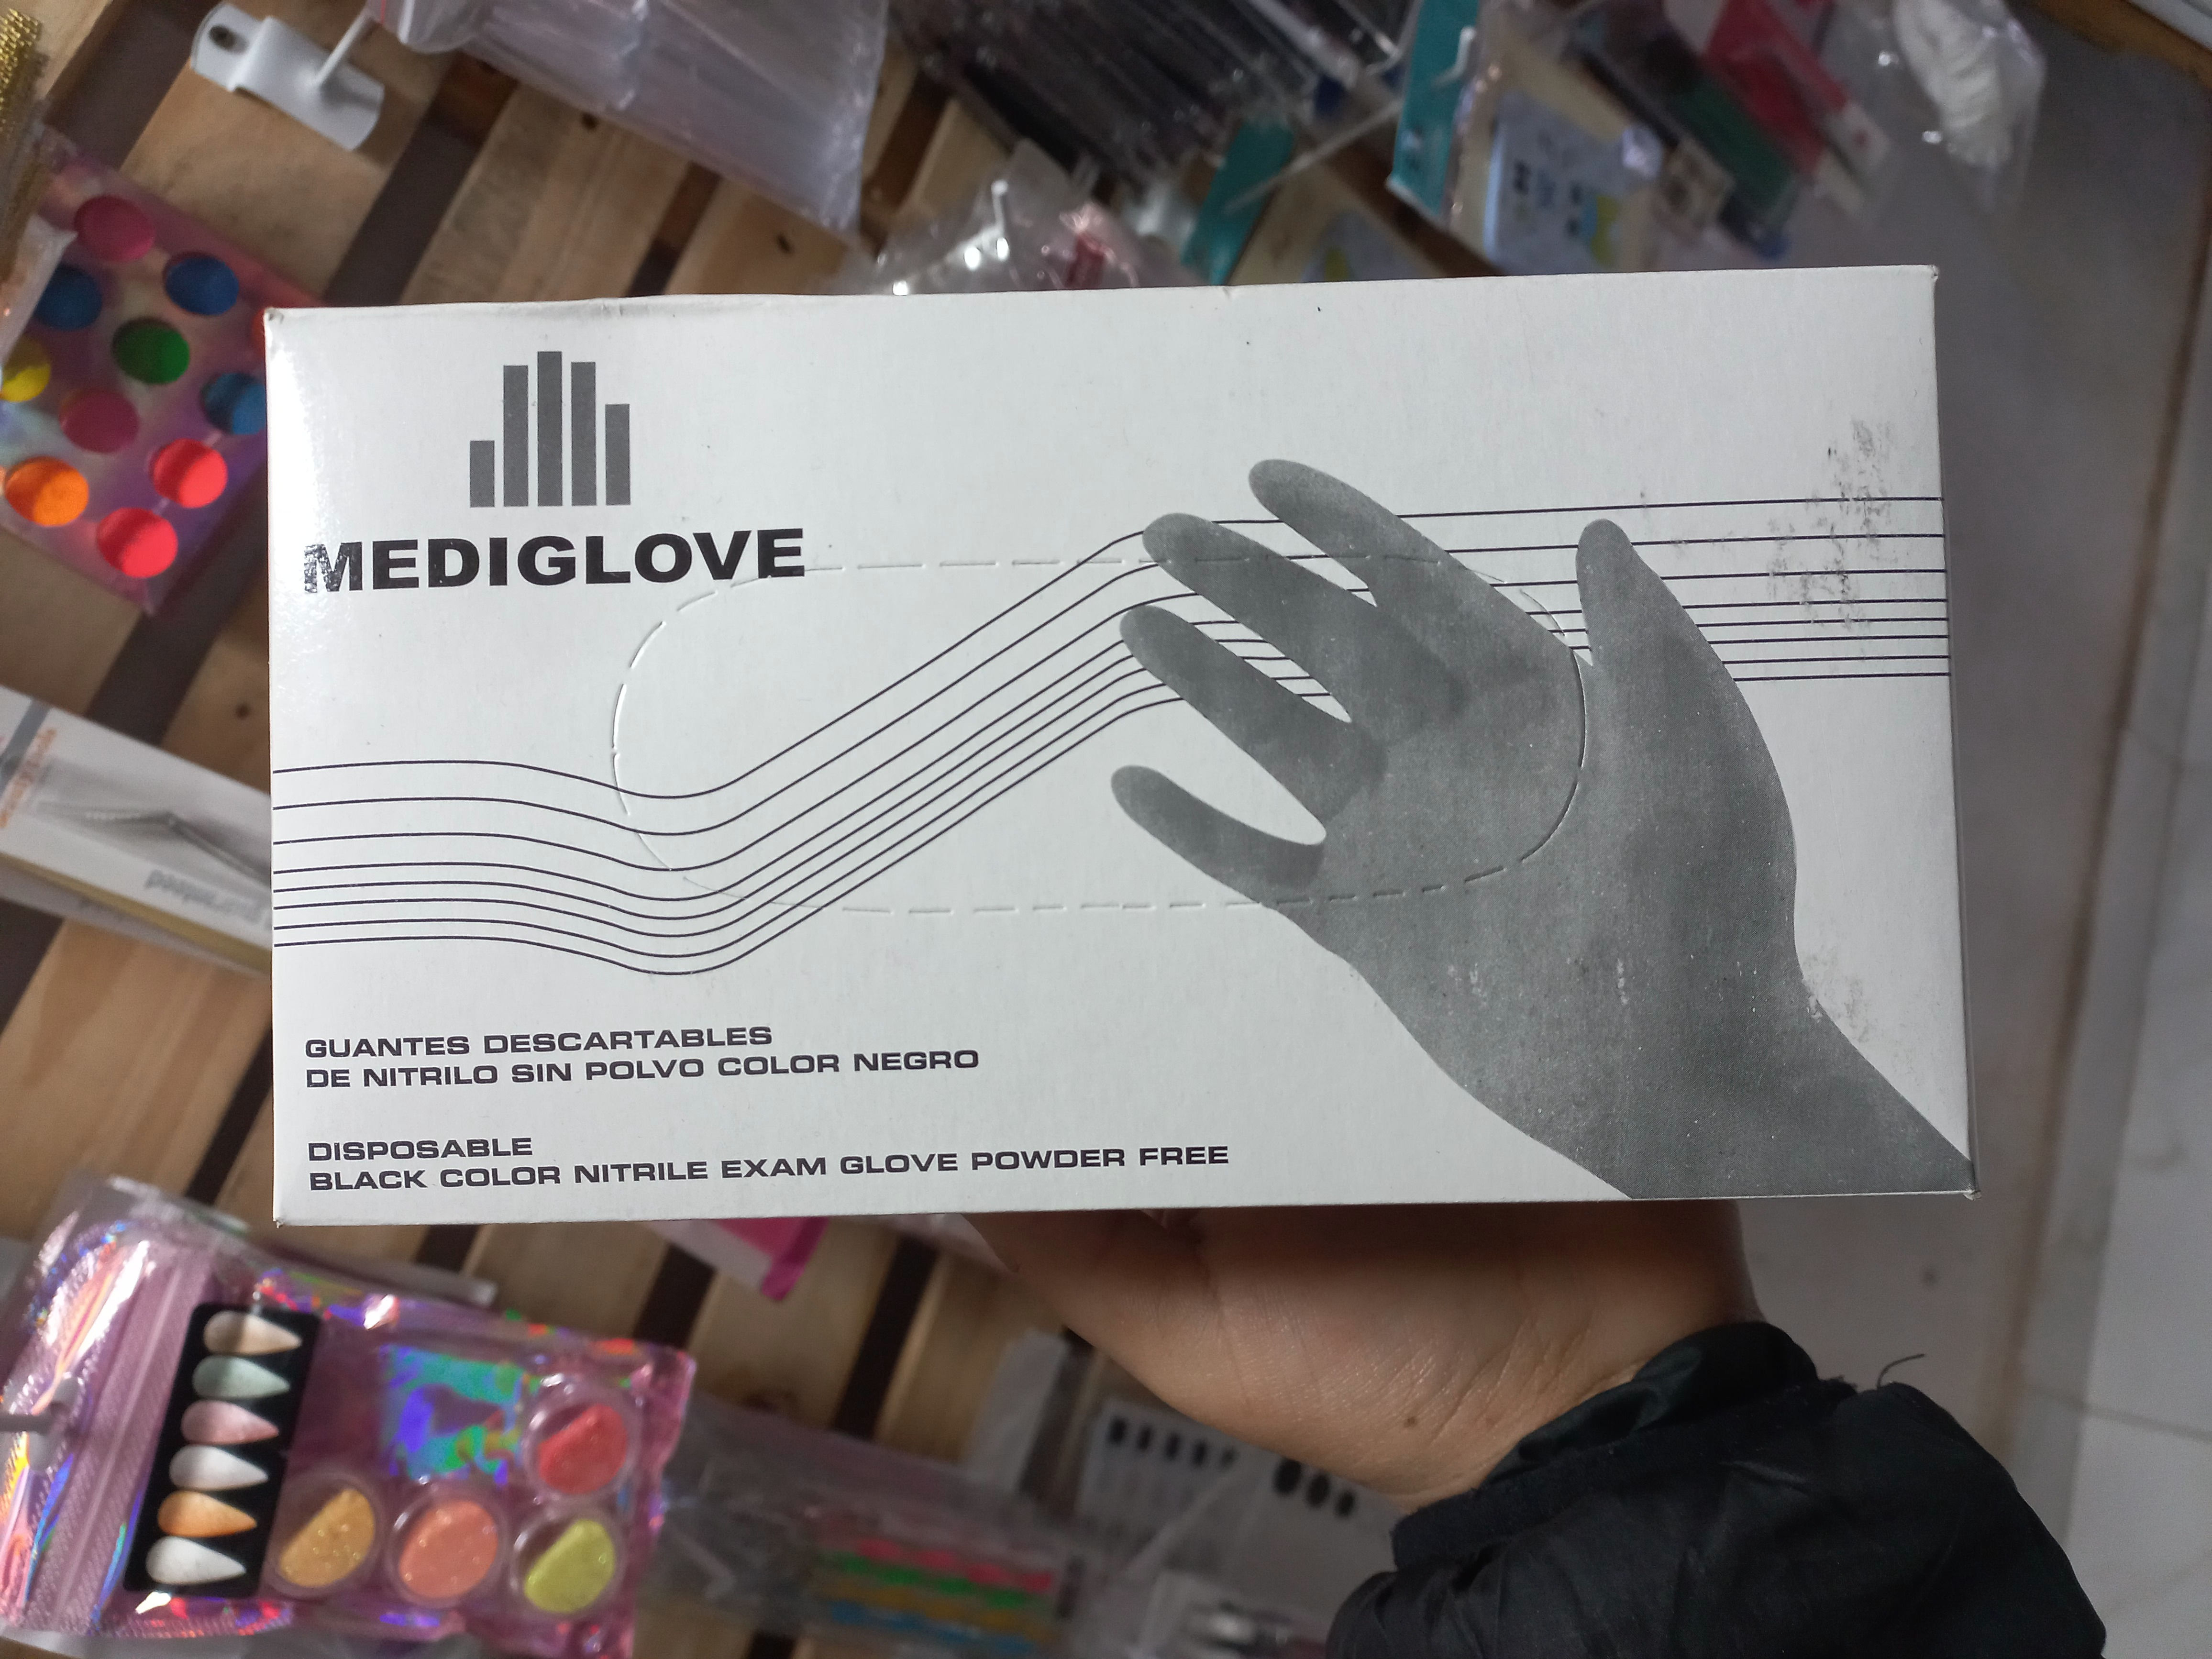 MEDIGLOVE
GUANTES DESCARTABLES
DE NITRILO SIN POLVO COLOR NEGRO
DISPOSABLE
BLACK COLOR NITRILE EXAM GLOVE POWDER FREE